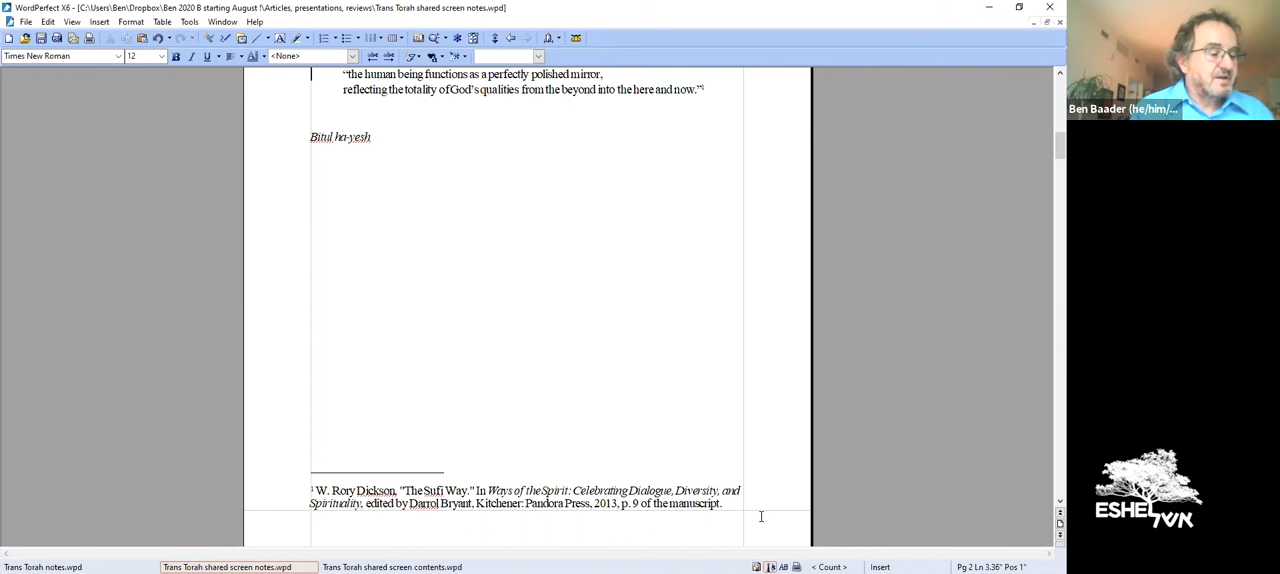 WordPerfect X6 - [C:\Users\Ben\Dropbox\Ben 2020 B starting August !\Articles, presentations, reviews\Trans Torah shared screen notes.wpd]
File Edit View Insert Format Table Tools Window Help
Times New Roman 12 <None>
“the human being functions as a perfectly polished mirror,
reflecting the totality of God’s qualities from the beyond into the here and now.”¹
Bitul ha-yesh
¹ W. Rory Dickson, "The Sufi Way." In Ways of the Spirit: Celebrating Dialogue, Diversity, and
Spirituality, edited by Darrol Bryant, Kitchener: Pandora Press, 2013, p. 9 of the manuscript.
Trans Torah notes.wpd Trans Torah shared screen notes.wpd Trans Torah shared screen contents.wpd AB < Count > Insert Pg 2 Ln 3.36" Pos 1"
Ben Baader (he/him/...
ESHEL אשל